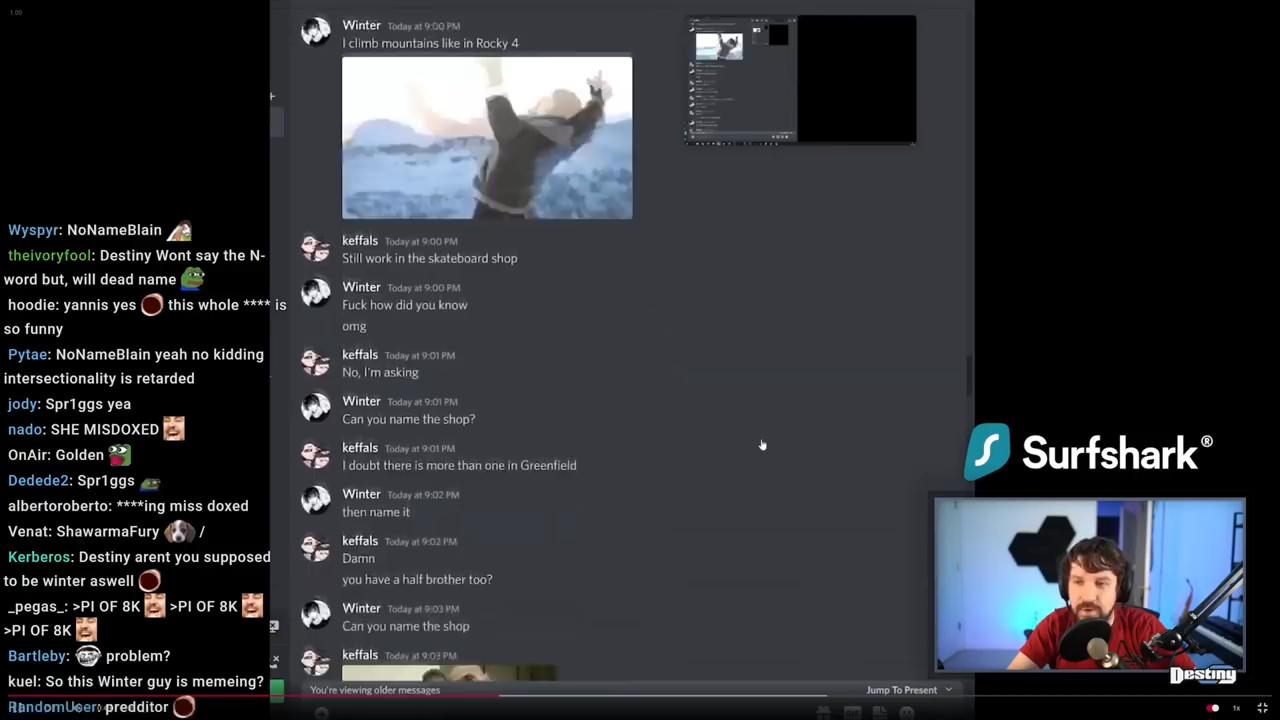 1.00
Winter Today at 9:00 PM
I climb mountains like in Rocky 4
keffals Today at 9:00 PM
Still work in the skateboard shop
Winter Today at 9:00 PM
Fuck how did you know
omg
keffals Today at 9:01 PM
No, I'm asking
Winter Today at 9:01 PM
Can you name the shop?
keffals Today at 9:01 PM
I doubt there is more than one in Greenfield
Winter Today at 9:02 PM
then name it
keffals Today at 9:02 PM
Damn
you have a half brother too?
Winter Today at 9:03 PM
Can you name the shop
keffals Today at 9:03 PM
You're viewing older messages
Jump To Present
Wyspyr: NoNameBlain
theivoryfool: Destiny Wont say the N-
word but, will dead name
hoodie: yannis yes this whole **** is
so funny
Pytae: NoNameBlain yeah no kidding
intersectionality is retarded
jody: Spr1ggs yea
nado: SHE MISDOXED
OnAir: Golden
Dedede2: Spr1ggs
albertoroberto: ****ing miss doxed
Venat: ShawarmaFury /
Kerberos: Destiny arent you supposed
to be winter aswell
_pegas_: >PI OF 8K >PI OF 8K
>PI OF 8K
Bartleby: problem?
kuel: So this Winter guy is memeing?
RandomUser: preditor
Surfshark®
Destiny
1x